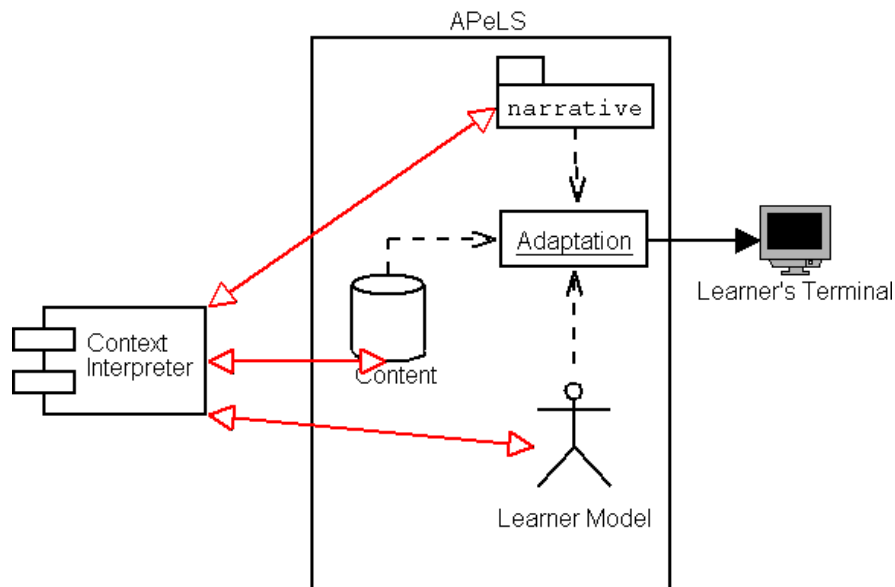 APeLS
narrative
Adaptation
Learner's Terminal
Context
Interpreter
Content
Learner Model